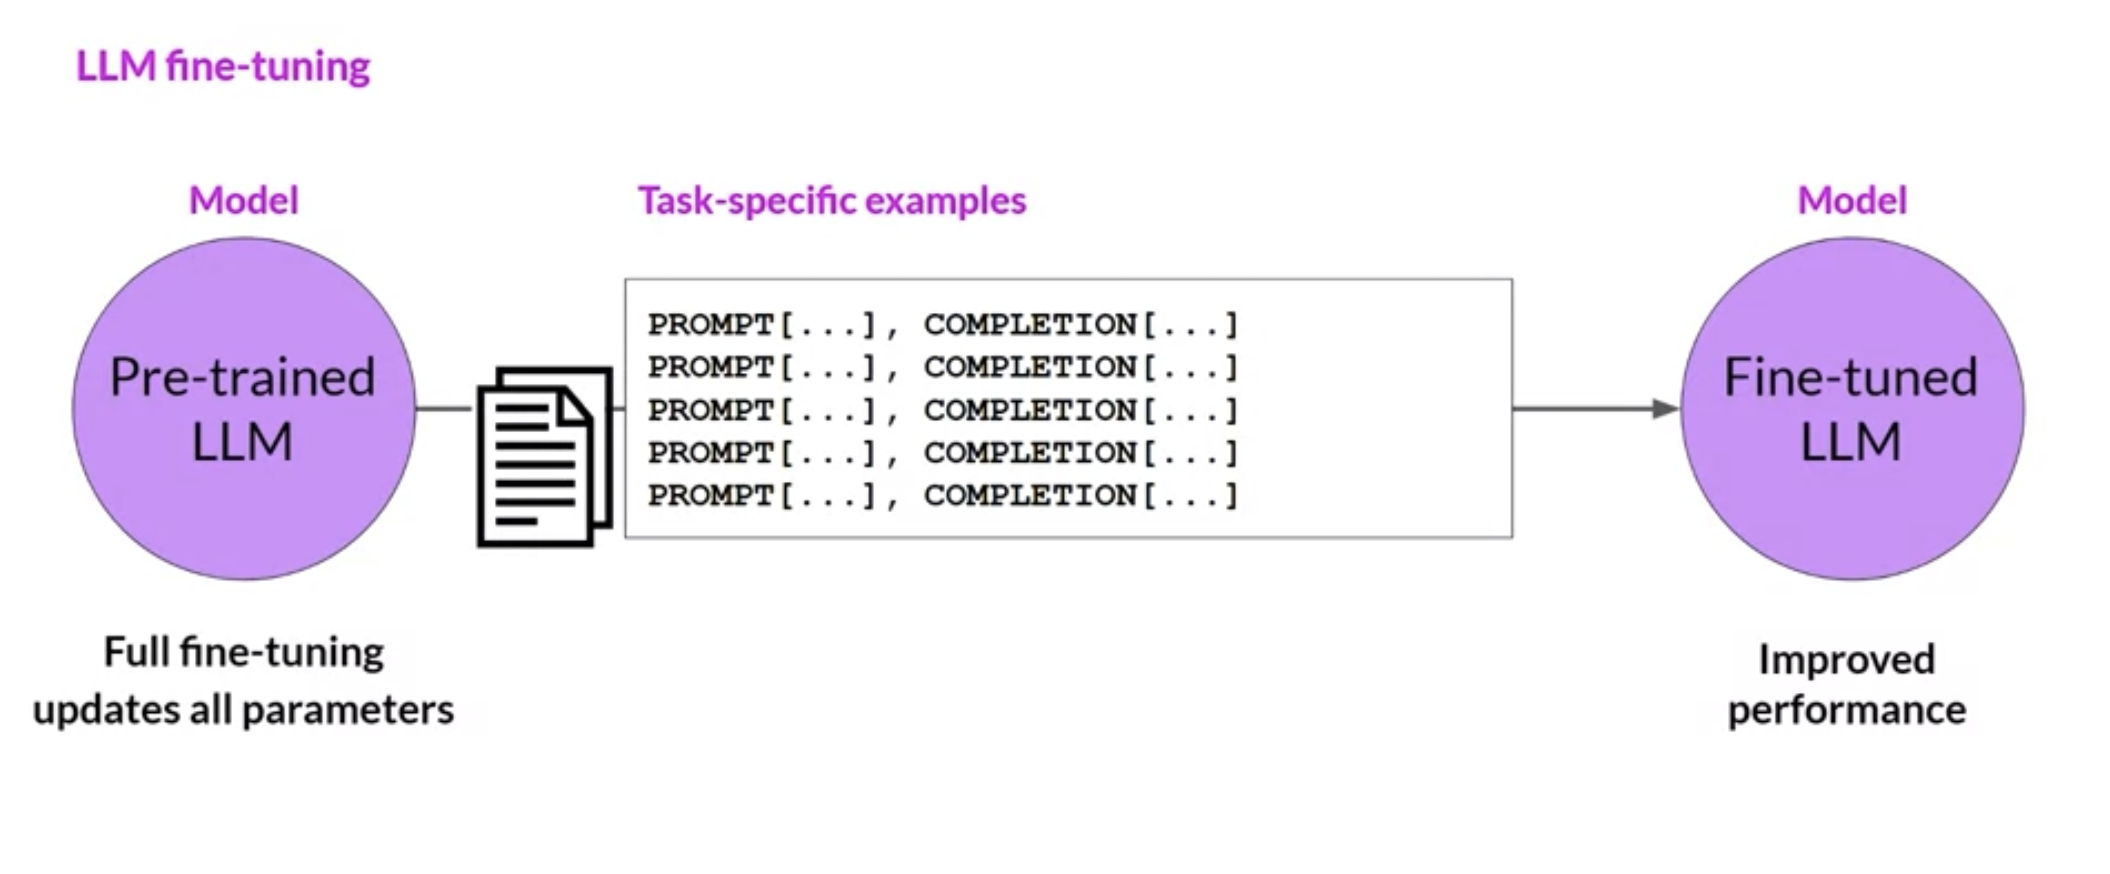 LLM fine-tuning
Model
Task-specific examples
Model
Pre-trained
LLM
PROMPT[...], COMPLETION[...]
PROMPT[...], COMPLETION[...]
PROMPT[...], COMPLETION[...]
PROMPT[...], COMPLETION[...]
PROMPT[...], COMPLETION[...]
Fine-tuned
LLM
Full fine-tuning
updates all parameters
Improved
performance